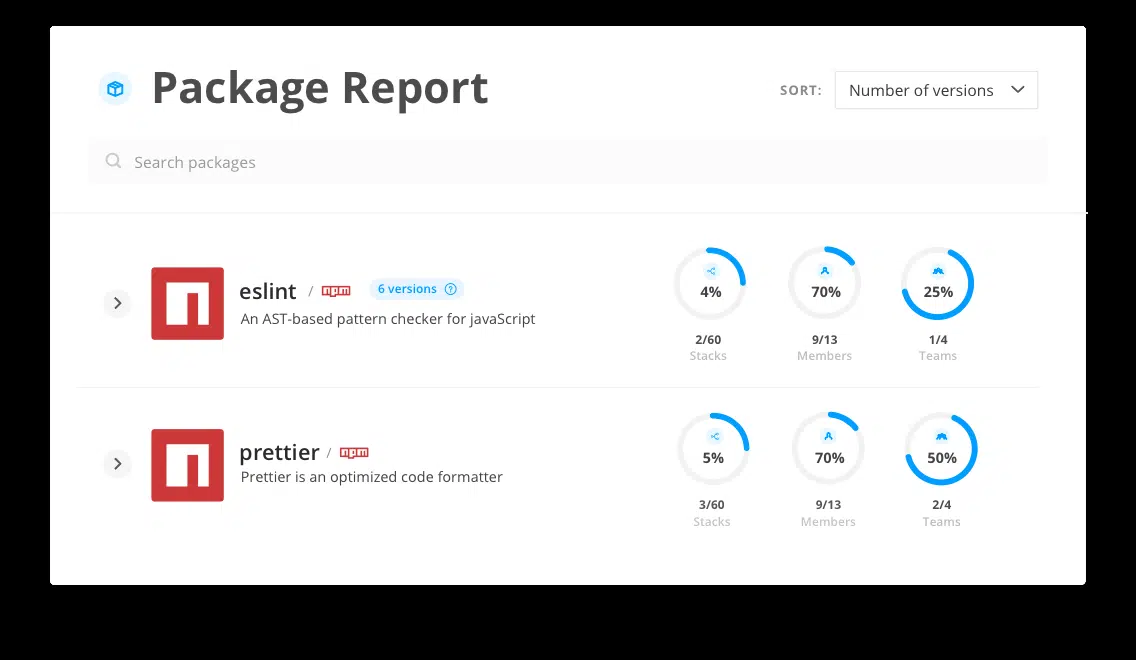 Package Report
SORT: Number of versions
Search packages
eslint / npm 6 versions ?
An AST-based pattern checker for javaScript
4% 70% 25%
2/60 9/13 1/4
Stacks Members Teams
prettier / npm
Prettier is an optimized code formatter
5% 70% 50%
3/60 9/13 2/4
Stacks Members Teams